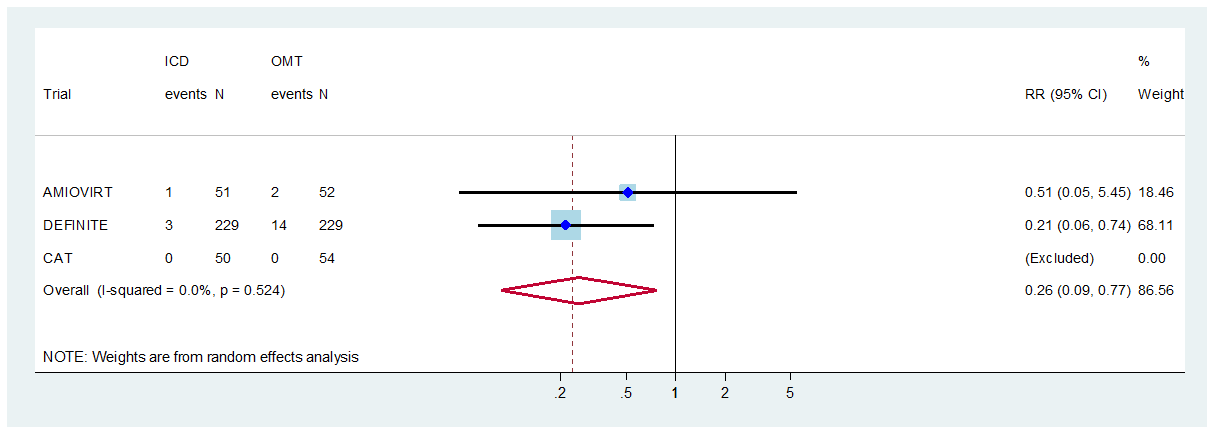 ICD OMT %
Trial events N events N RR (95% CI) Weight
AMIOVIRT 1 51 2 52 0.51 (0.05, 5.45) 18.46
DEFINITE 3 229 14 229 0.21 (0.06, 0.74) 68.11
CAT 0 50 0 54 (Excluded) 0.00
Overall (I-squared = 0.0%, p = 0.524) 0.26 (0.09, 0.77) 86.56
NOTE: Weights are from random effects analysis
.2 .5 1 2 5